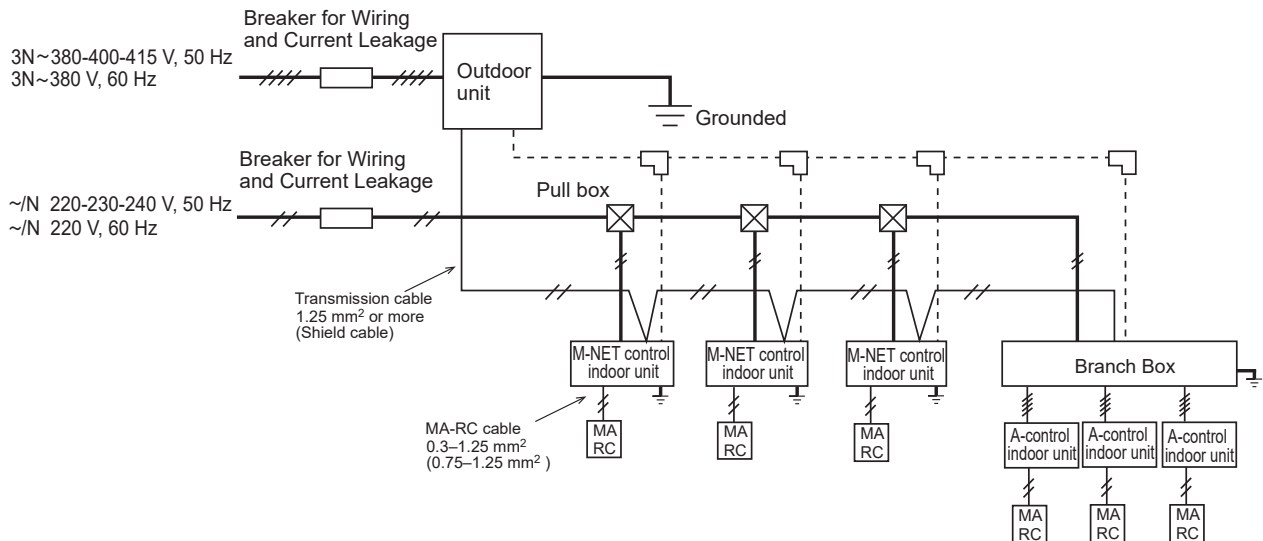 Breaker for Wiring
and Current Leakage
3N~380-400-415 V, 50 Hz
3N~380 V, 60 Hz
Outdoor
unit
Grounded
Breaker for Wiring
and Current Leakage
~/N 220-230-240 V, 50 Hz
~/N 220 V, 60 Hz
Pull box
Transmission cable
1.25 mm² or more
(Shield cable)
M-NET control
indoor unit
M-NET control
indoor unit
M-NET control
indoor unit
Branch Box
MA-RC cable
0.3–1.25 mm²
(0.75–1.25 mm² )
MA
RC
MA
RC
MA
RC
A-control
indoor unit
A-control
indoor unit
A-control
indoor unit
MA
RC
MA
RC
MA
RC